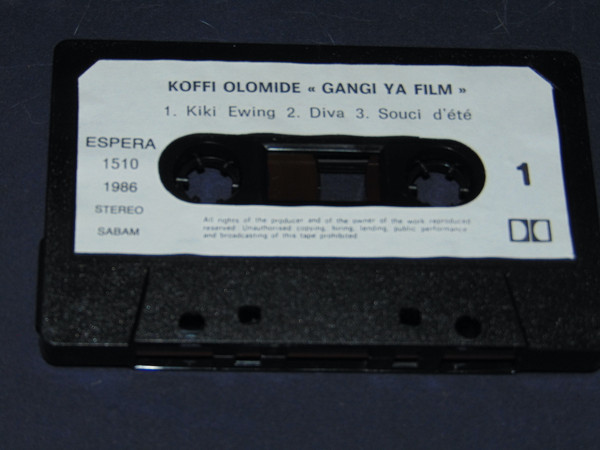 KOFFI OLOMIDE « GANGI YA FILM »
1. Kiki Ewing 2. Diva 3. Souci d'été
ESPERA
1510
1986
STEREO
SABAM
1
All rights of the producer and of the owner of the work reproduced
reserved Unauthorised copying, hiring, lending, public performance
and broadcasting of this tape prohibited